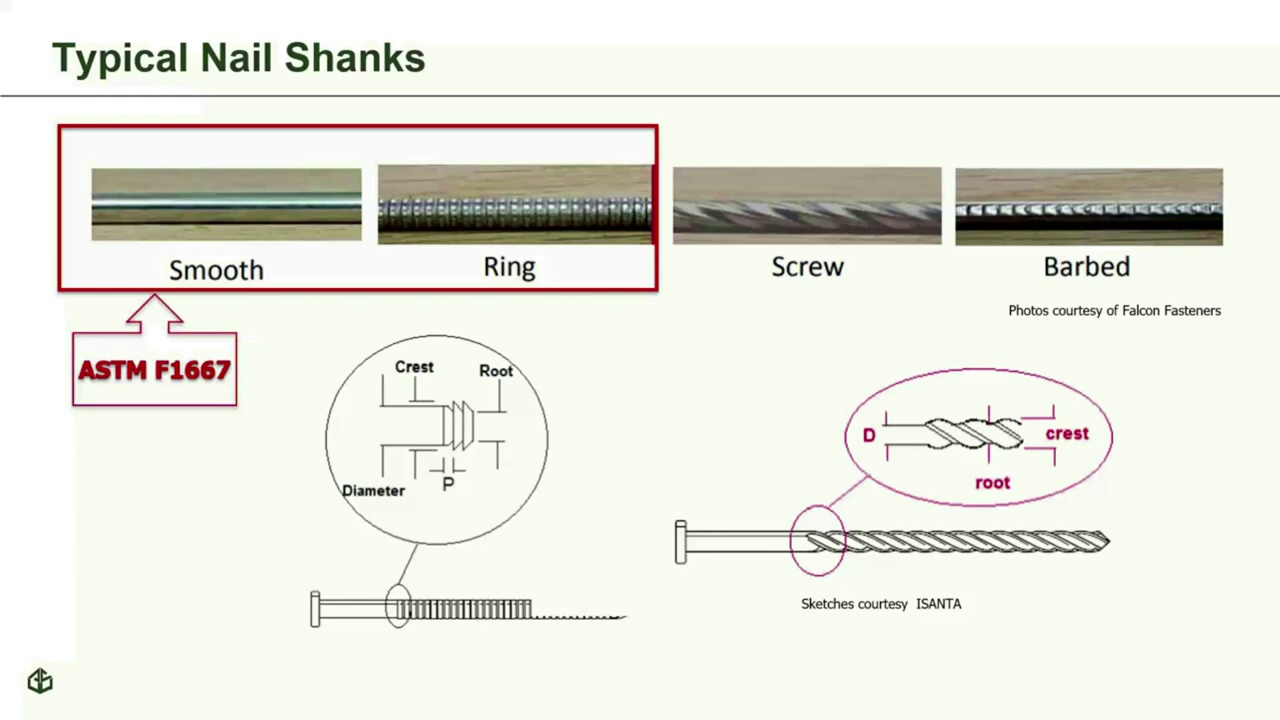 Typical Nail Shanks
Smooth
Ring
Screw
Barbed
Photos courtesy of Falcon Fasteners
ASTM F1667
Crest
Root
Diameter
P
D
crest
root
Sketches courtesy ISANTA